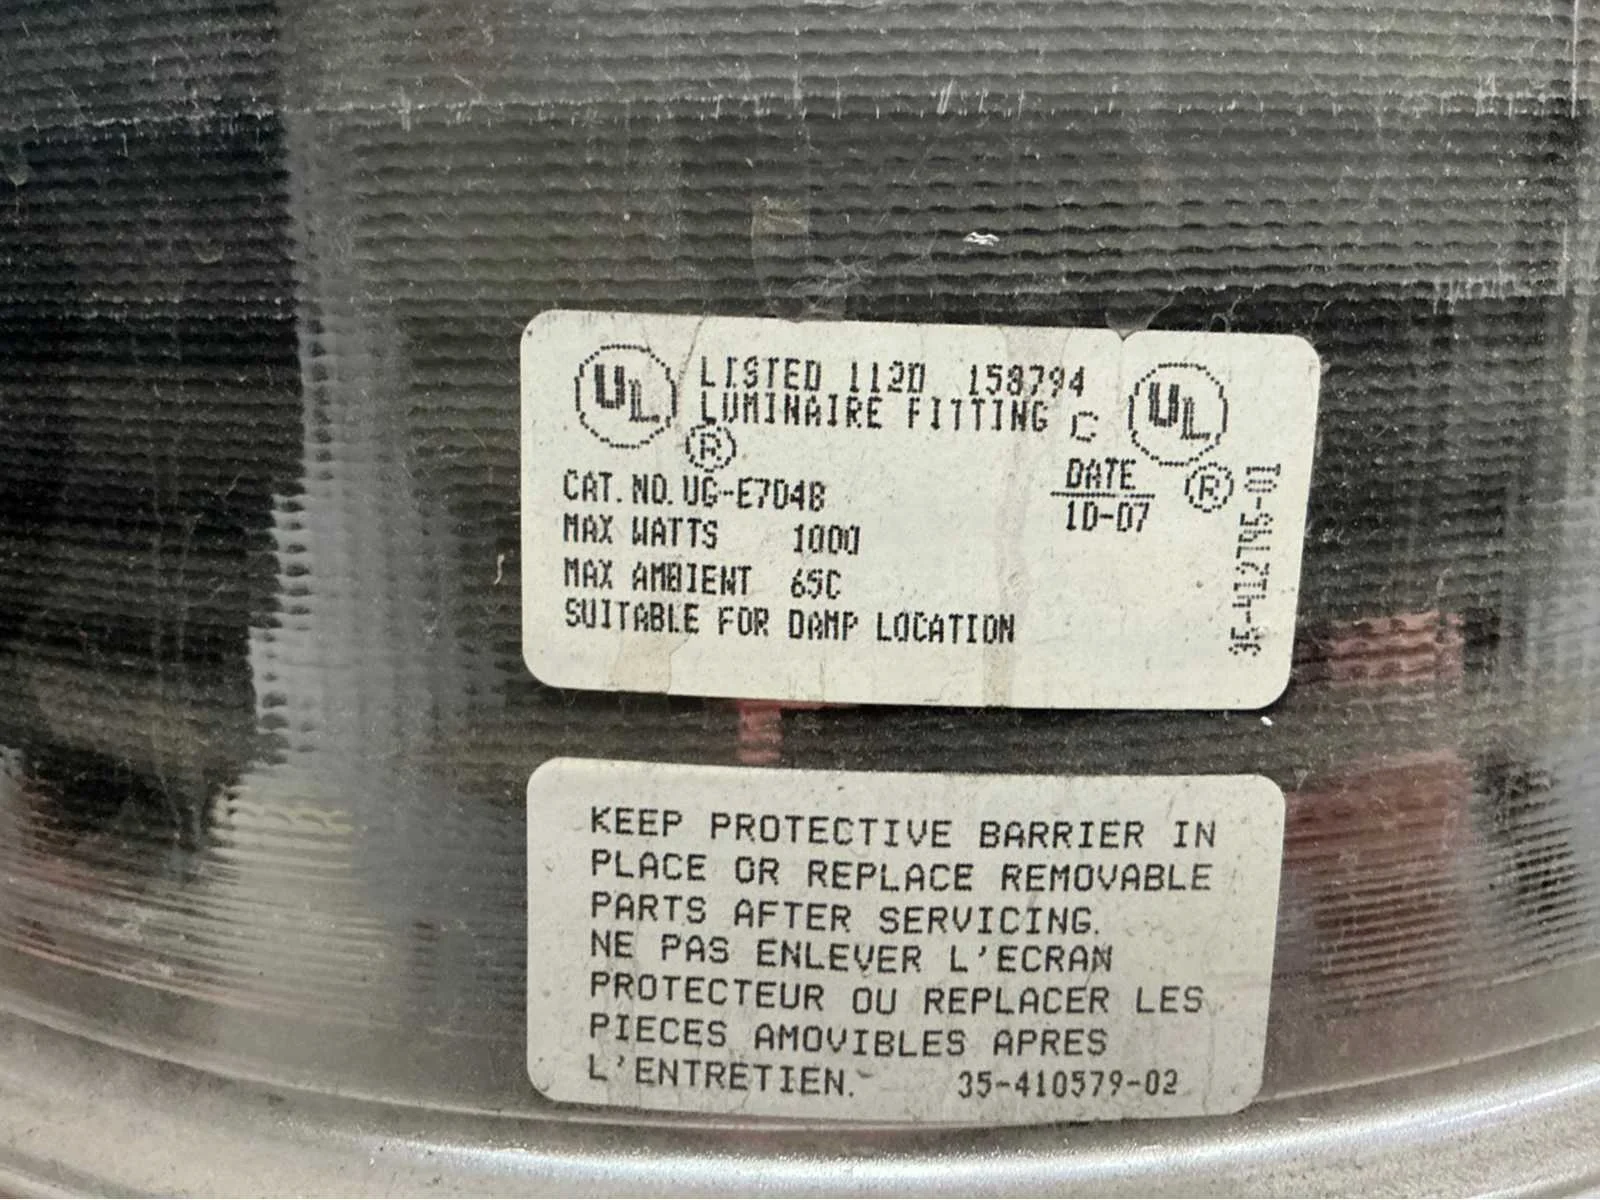 UL LISTED 112D 158794 C UL
LUMINAIRE FITTING
® ®
CAT. NO. UG-E704B
MAX WATTS 1000
MAX AMBIENT 65C
SUITABLE FOR DAMP LOCATION
DATE
10-07
35-412795-01
KEEP PROTECTIVE BARRIER IN
PLACE OR REPLACE REMOVABLE
PARTS AFTER SERVICING.
NE PAS ENLEVER L'ECRAN
PROTECTEUR OU REPLACER LES
PIECES AMOVIBLES APRES
L'ENTRETIEN. 35-410579-02